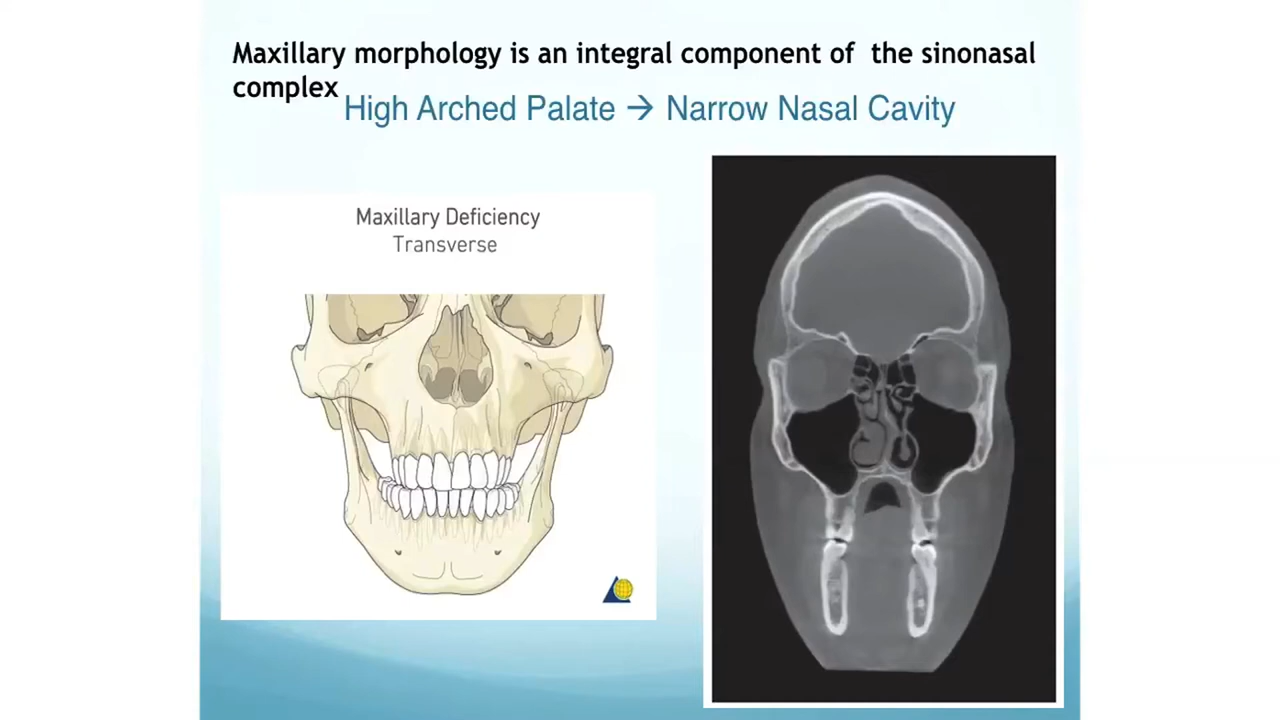 Maxillary morphology is an integral component of the sinonasal
complex
High Arched Palate → Narrow Nasal Cavity
Maxillary Deficiency
Transverse